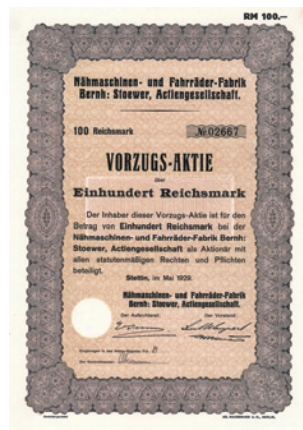 RM 100.—
Nähmaschinen- und Fahrräder-Fabrik
Bernh: Stoewer, Actiengesellschaft.
100 Reichsmark
№ 02667
VORZUGS-AKTIE
über
Einhundert Reichsmark
Der Inhaber dieser Vorzugs-Aktie ist für den
Betrag von Einhundert Reichsmark bei der
Nähmaschinen- und Fahrräder-Fabrik Bernh:
Stoewer, Actiengesellschaft als Aktionär mit
allen statutenmäßigen Rechten und Pflichten
beteiligt.
Stettin, im Mai 1929.
Nähmaschinen- und Fahrräder-Fabrik
Bernh: Stoewer, Actiengesellschaft.
Der Aufsichtsrat:
Der Vorstand: